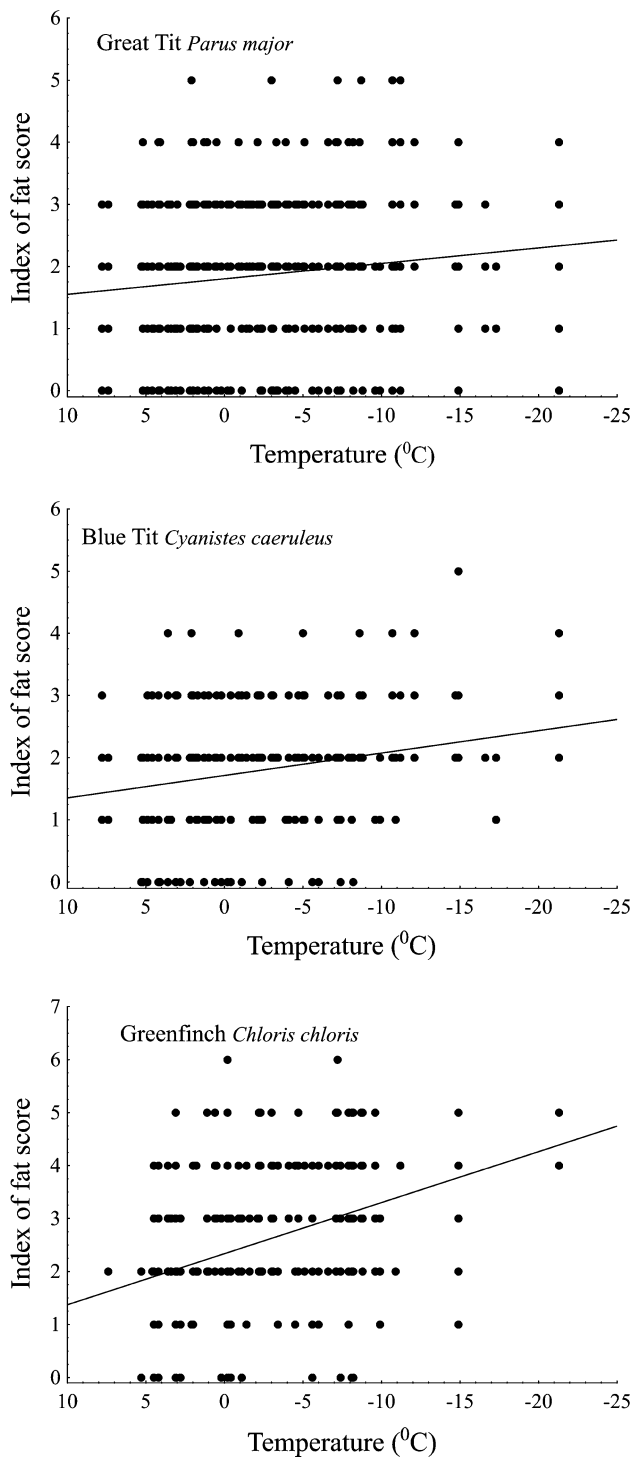 Great Tit Parus major
Index of fat score
6
5
4
3
2
1
0
10 5 0 -5 -10 -15 -20 -25
Temperature (⁰C)
Blue Tit Cyanistes caeruleus
Index of fat score
6
5
4
3
2
1
0
10 5 0 -5 -10 -15 -20 -25
Temperature (⁰C)
Greenfinch Chloris chloris
Index of fat score
7
6
5
4
3
2
1
0
10 5 0 -5 -10 -15 -20 -25
Temperature (⁰C)